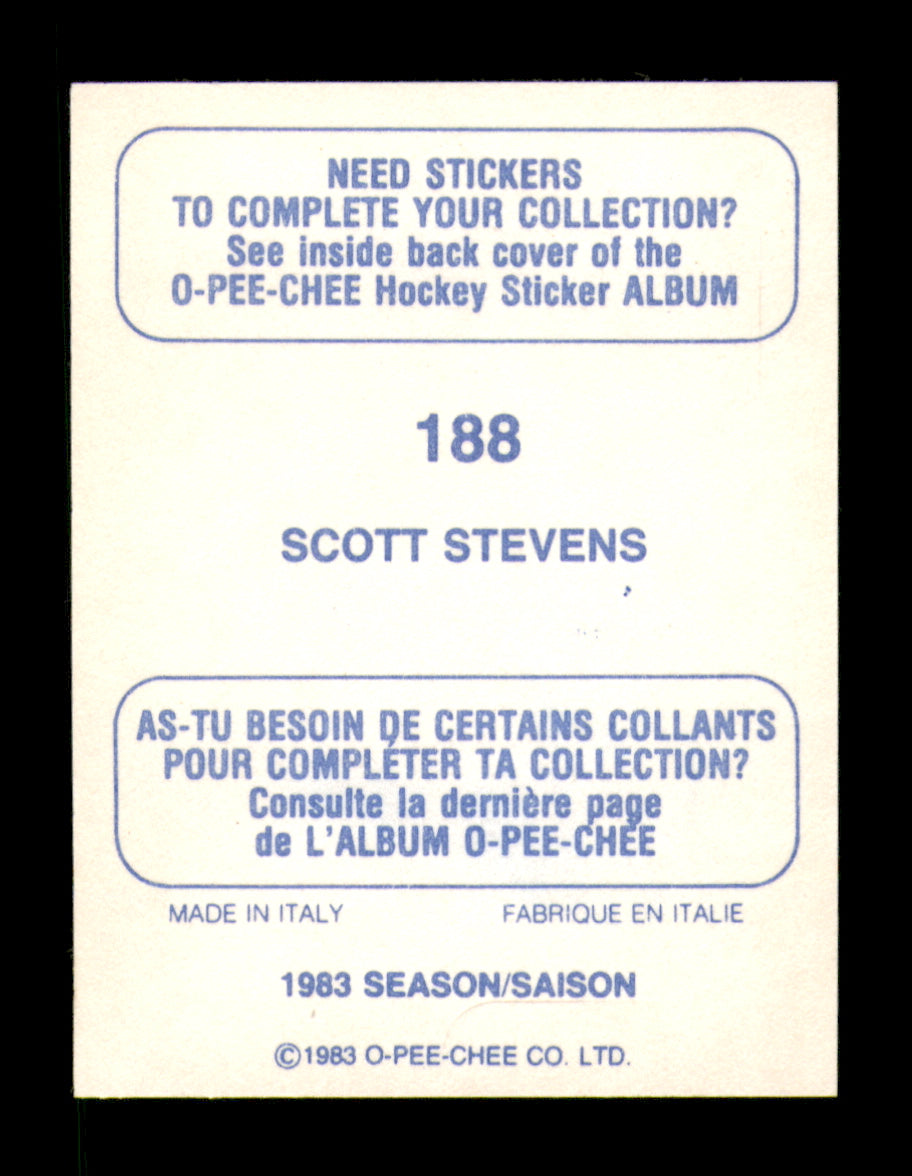 NEED STICKERS
TO COMPLETE YOUR COLLECTION?
See inside back cover of the
O-PEE-CHEE Hockey Sticker ALBUM
188
SCOTT STEVENS
AS-TU BESOIN DE CERTAINS COLLANTS
POUR COMPLÉTER TA COLLECTION?
Consulte la dernière page
de L'ALBUM O-PEE-CHEE
MADE IN ITALY FABRIQUE EN ITALIE
1983 SEASON/SAISON
©1983 O-PEE-CHEE CO. LTD.